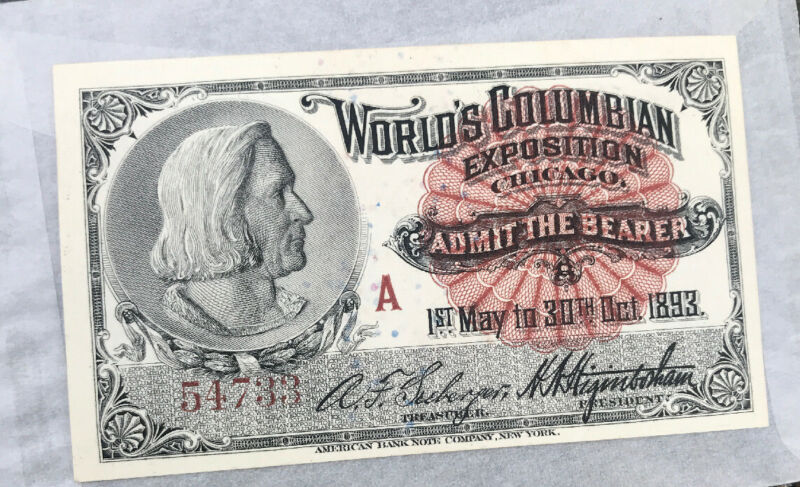 WORLD'S COLUMBIAN
EXPOSITION
CHICAGO.
ADMIT THE BEARER
A
1ST May to 30TH Oct. 1893.
54733
TREASURER.
PRESIDENT.
AMERICAN BANK NOTE COMPANY, NEW YORK.